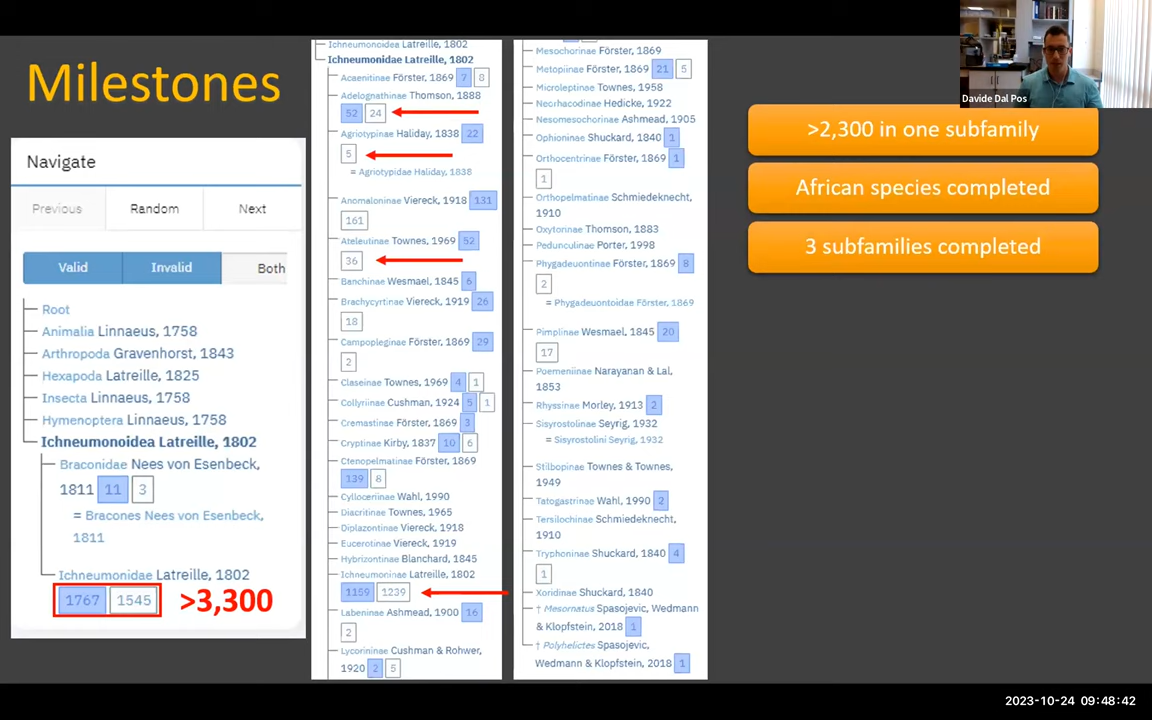 Milestones
Navigate
Previous
Random
Next
Valid
Invalid
Both
Root
Animalia Linnaeus, 1758
Arthropoda Gravenhorst, 1843
Hexapoda Latreille, 1825
Insecta Linnaeus, 1758
Hymenoptera Linnaeus, 1758
Ichneumonoidea Latreille, 1802
Braconidae Nees von Esenbeck,
1811 11 3
= Bracones Nees von Esenbeck,
1811
Ichneumonidae Latreille, 1802
1767 1545 >3,300
Ichneumonoidea Latreille, 1802
Ichneumonidae Latreille, 1802
Acaenitinae Förster, 1869 7 8
Adelognathinae Thomson, 1888
52 24
Agriotypinae Haliday, 1838 22
5
= Agriotypidae Haliday, 1838
Anomaloninae Viereck, 1918 131
161
Ateleutinae Townes, 1969 52
36
Banchinae Wesmael, 1845 6
Brachycyrtinae Viereck, 1919 26
18
Campopleginae Förster, 1869 29
2
Claseinae Townes, 1969 4 1
Collyriinae Cushman, 1924 5 1
Cremastinae Förster, 1869 3
Cryptinae Kirby, 1837 10 6
Ctenopelmatinae Förster, 1869
139 8
Cylloceriinae Wahl, 1990
Diacritinae Townes, 1965
Diplazontinae Viereck, 1918
Eucerotinae Viereck, 1919
Hybrizontinae Blanchard, 1845
Ichneumoninae Latreille, 1802
1159 1239
Labeninae Ashmead, 1900 16
2
Lycorininae Cushman & Rohwer,
1920 2 5
Mesochorinae Förster, 1869
Metopiinae Förster, 1869 21 5
Microleptinae Townes, 1958
Neorhacodinae Hedicke, 1922
Nesomesochorinae Ashmead, 1905
Ophioninae Shuckard, 1840 1
Orthocentrinae Förster, 1869 1
1
Orthopelmatinae Schmiedeknecht,
1910
Oxytorinae Thomson, 1883
Pedunculinae Porter, 1998
Phygadeuontinae Förster, 1869 8
2
= Phygadeuontoidae Förster, 1869
Pimplinae Wesmael, 1845 20
17
Poemeniinae Narayanan & Lal,
1853
Rhyssinae Morley, 1913 2
Sisyrostolinae Seyrig, 1932
= Sisyrostolini Seyrig, 1932
Stilbopinae Townes & Townes,
1949
Tatogastrinae Wahl, 1990 2
Tersilochinae Schmiedeknecht,
1910
Tryphoninae Shuckard, 1840 4
1
Xoridinae Shuckard, 1840
† Mesornatus Spasojevic, Wedmann
& Klopfstein, 2018 1
† Polyhelictes Spasojevic,
Wedmann & Klopfstein, 2018 1
Davide Dal Pos
>2,300 in one subfamily
African species completed
3 subfamilies completed
2023-10-24 09:48:42